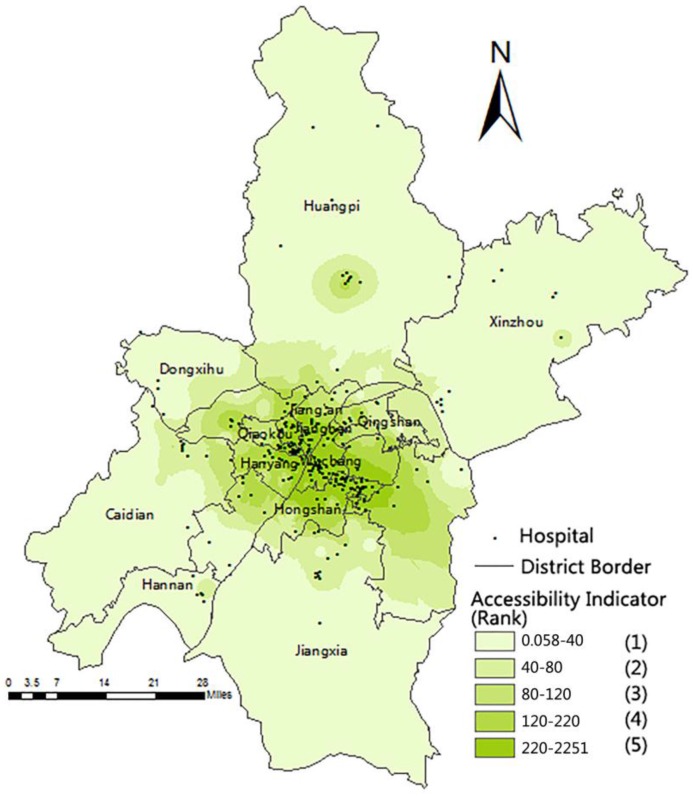 N
Huangpi
Xinzhou
Dongxihu
Jiang'an
Jianghan
Qingshan
Qiaokou
Hanyang
Wuchang
Caidian
Hongshan
Hannan
Jiangxia
Hospital
District Border
Accessibility Indicator
(Rank)
0.058-40 (1)
40-80 (2)
80-120 (3)
120-220 (4)
220-2251 (5)
0 3.5 7 14 21 28
Miles